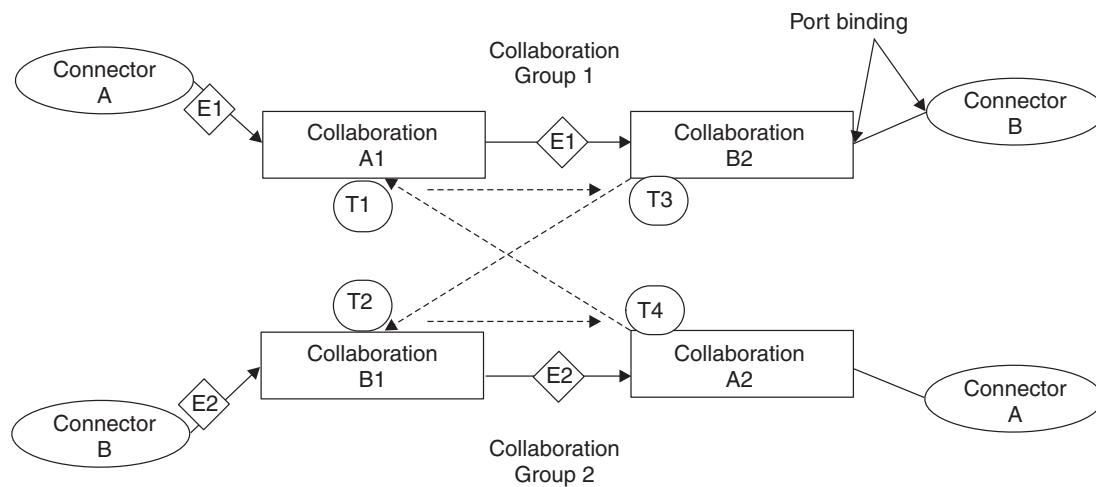 Port binding
Collaboration
Group 1
Connector
A
E1
Collaboration
A1
E1
Collaboration
B2
Connector
B
T1
T3
T2
T4
Collaboration
B1
E2
Collaboration
A2
E2
Connector
B
Connector
A
Collaboration
Group 2